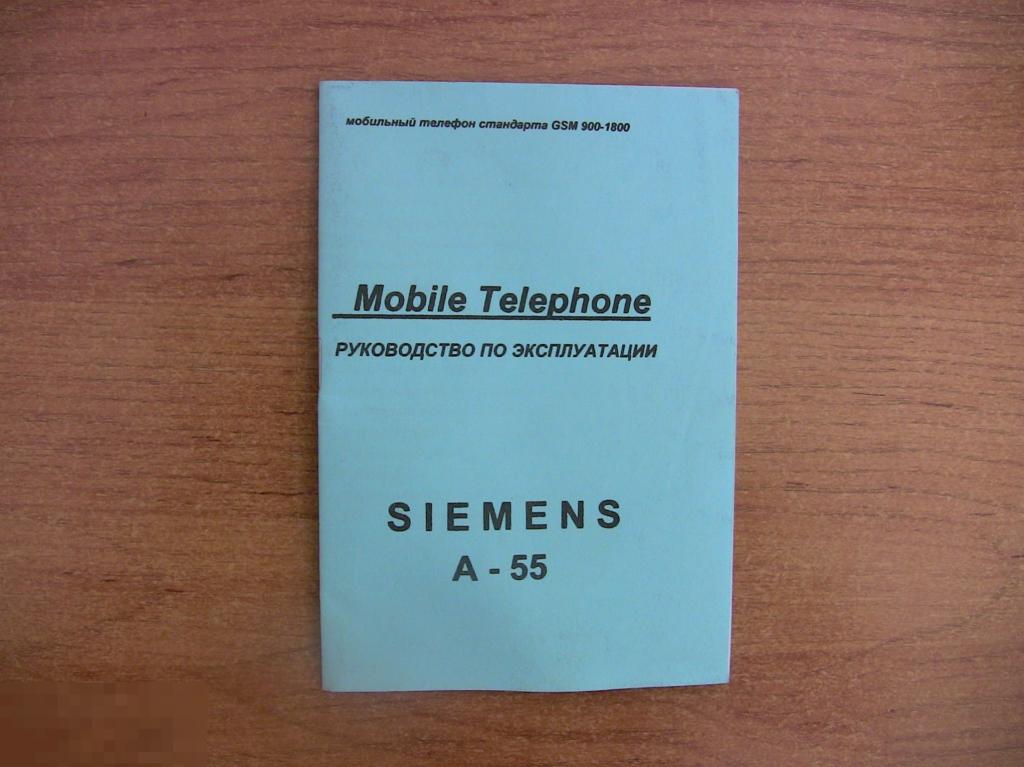 мобильный телефон стандарта GSM 900-1800
Mobile Telephone
РУКОВОДСТВО ПО ЭКСПЛУАТАЦИИ
SIEMENS
A - 55